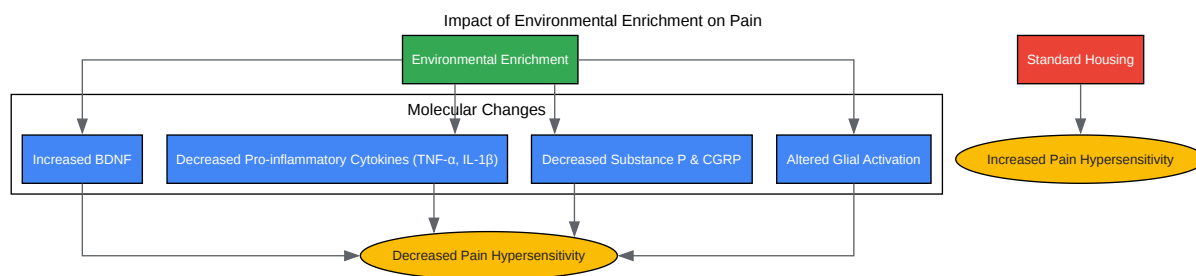 Impact of Environmental Enrichment on Pain
Environmental Enrichment
Standard Housing
Molecular Changes
Increased BDNF
Decreased Pro-inflammatory Cytokines (TNF-α, IL-1β)
Decreased Substance P & CGRP
Altered Glial Activation
Increased Pain Hypersensitivity
Decreased Pain Hypersensitivity